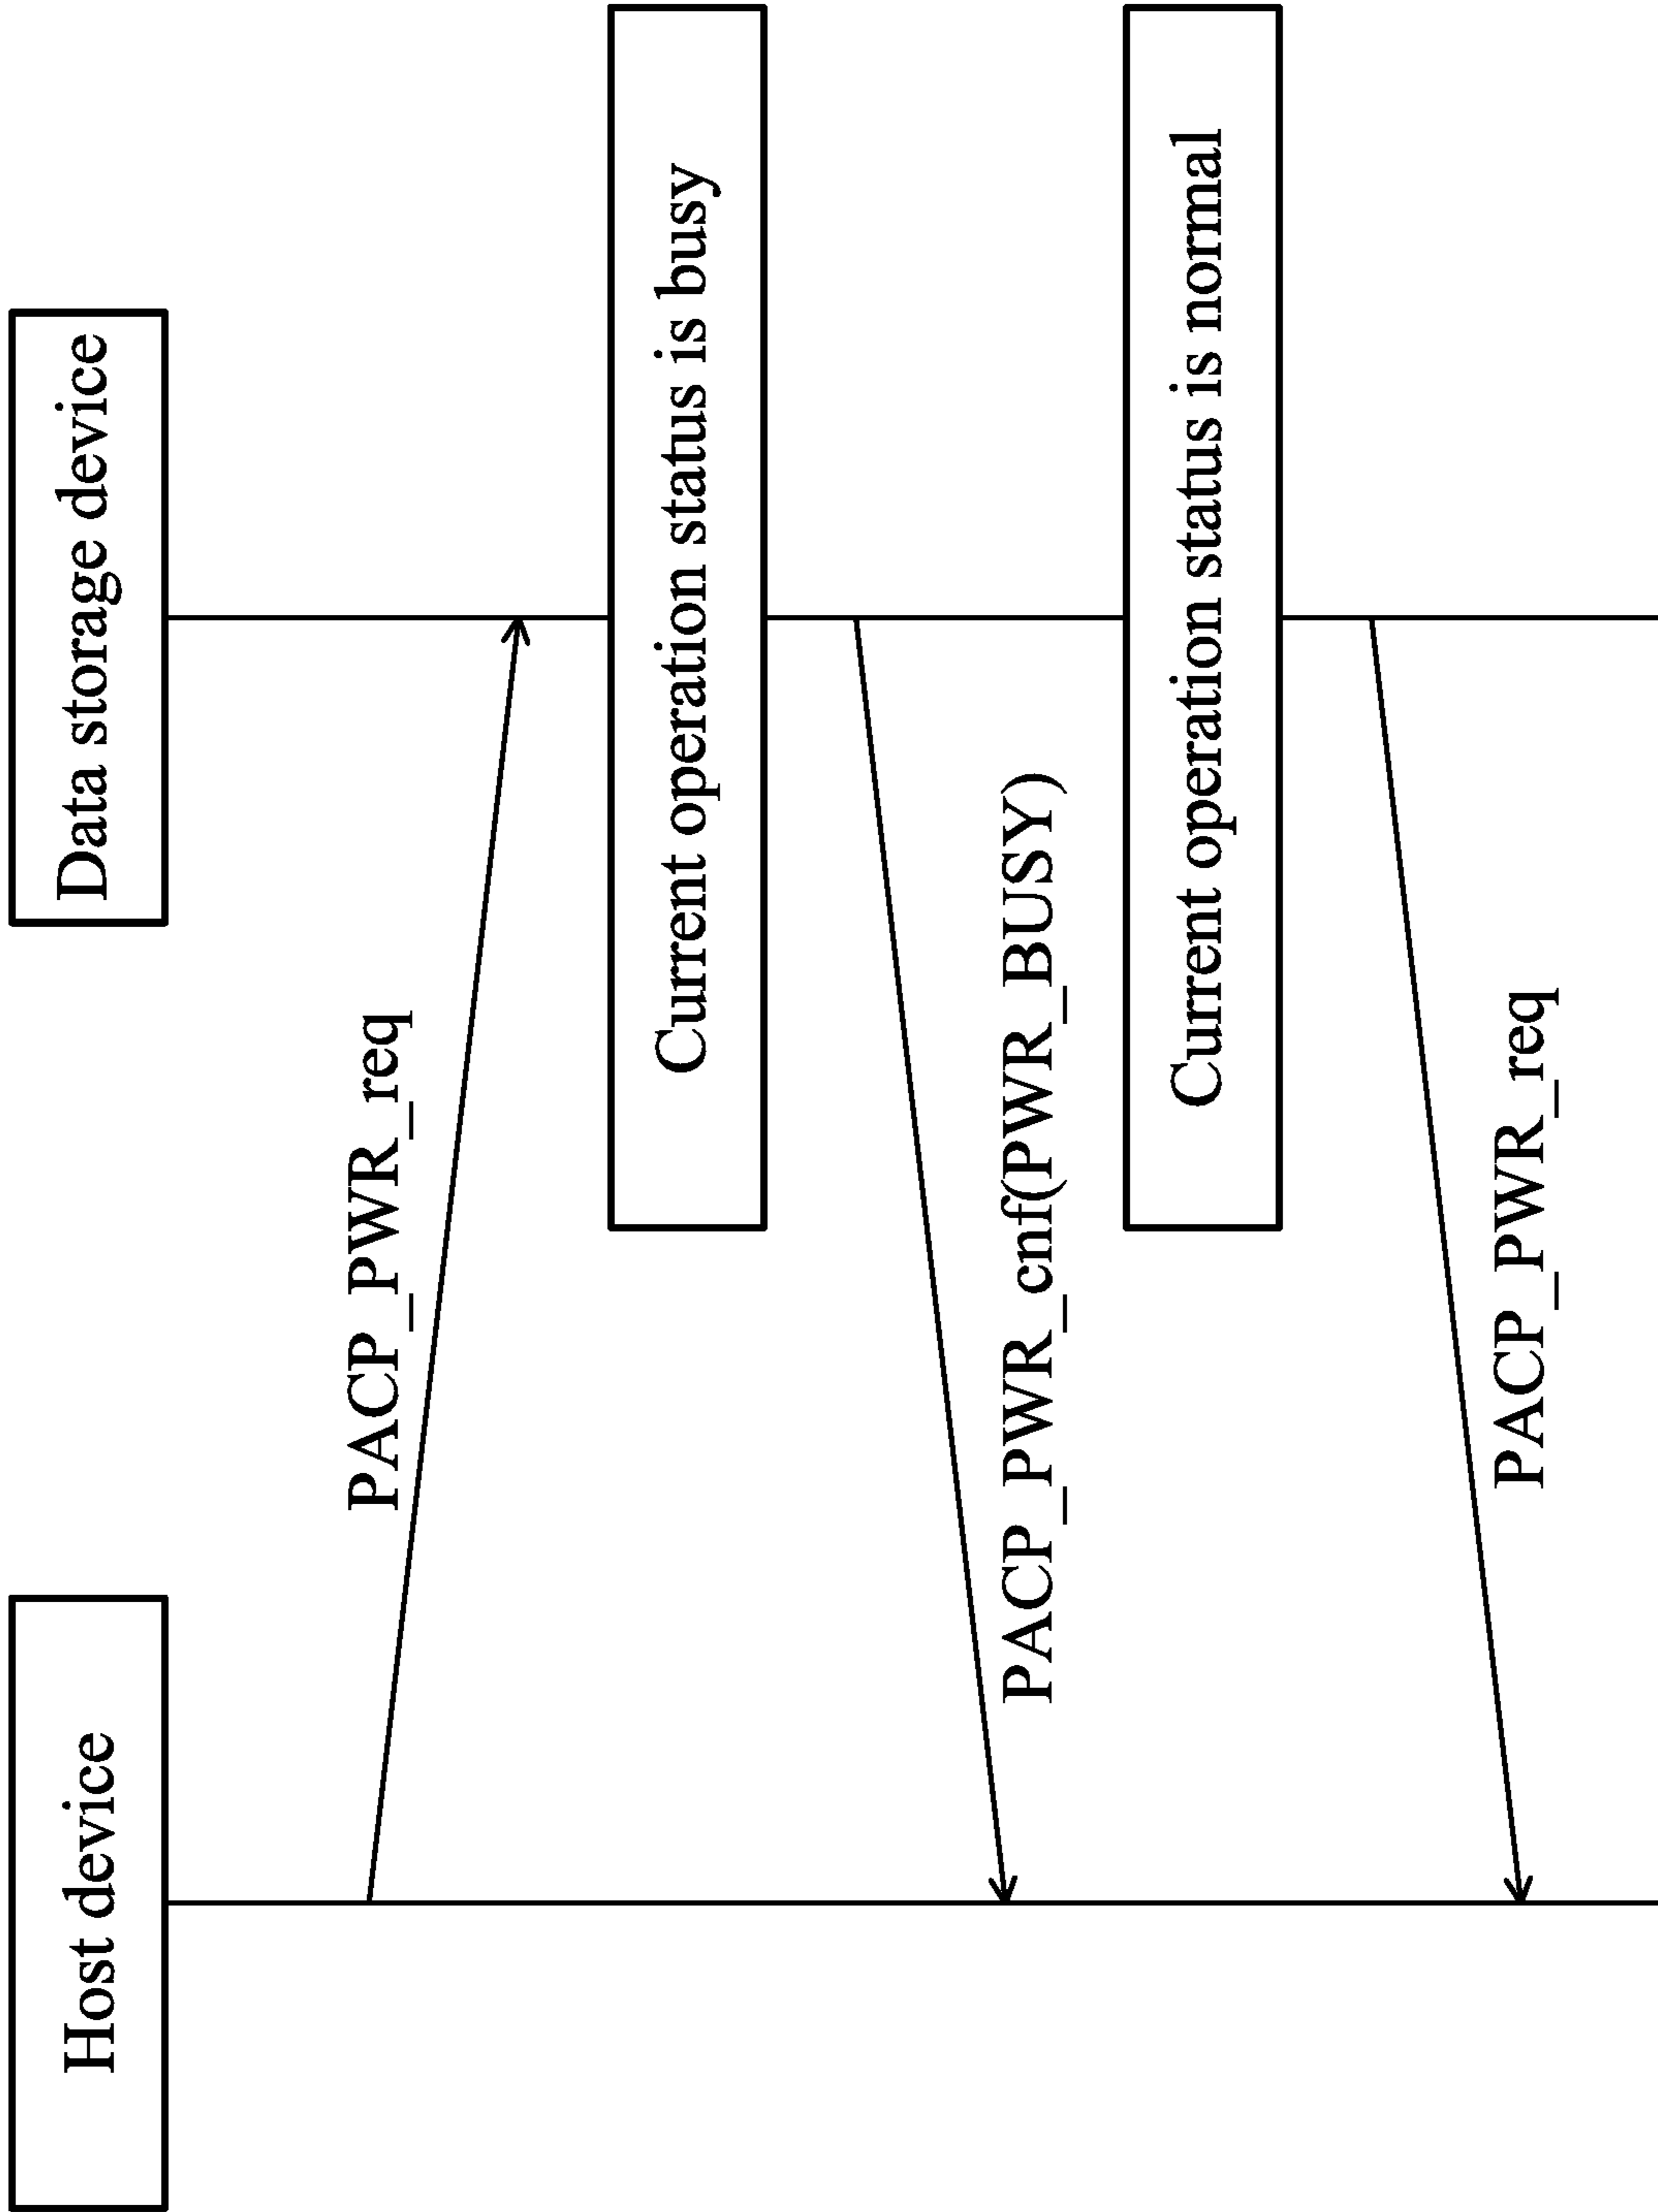 Host device
Data storage device
PACP_PWR_req
Current operation status is busy
PACP_PWR_cnf(PWR_BUSY)
Current operation status is normal
PACP_PWR_req